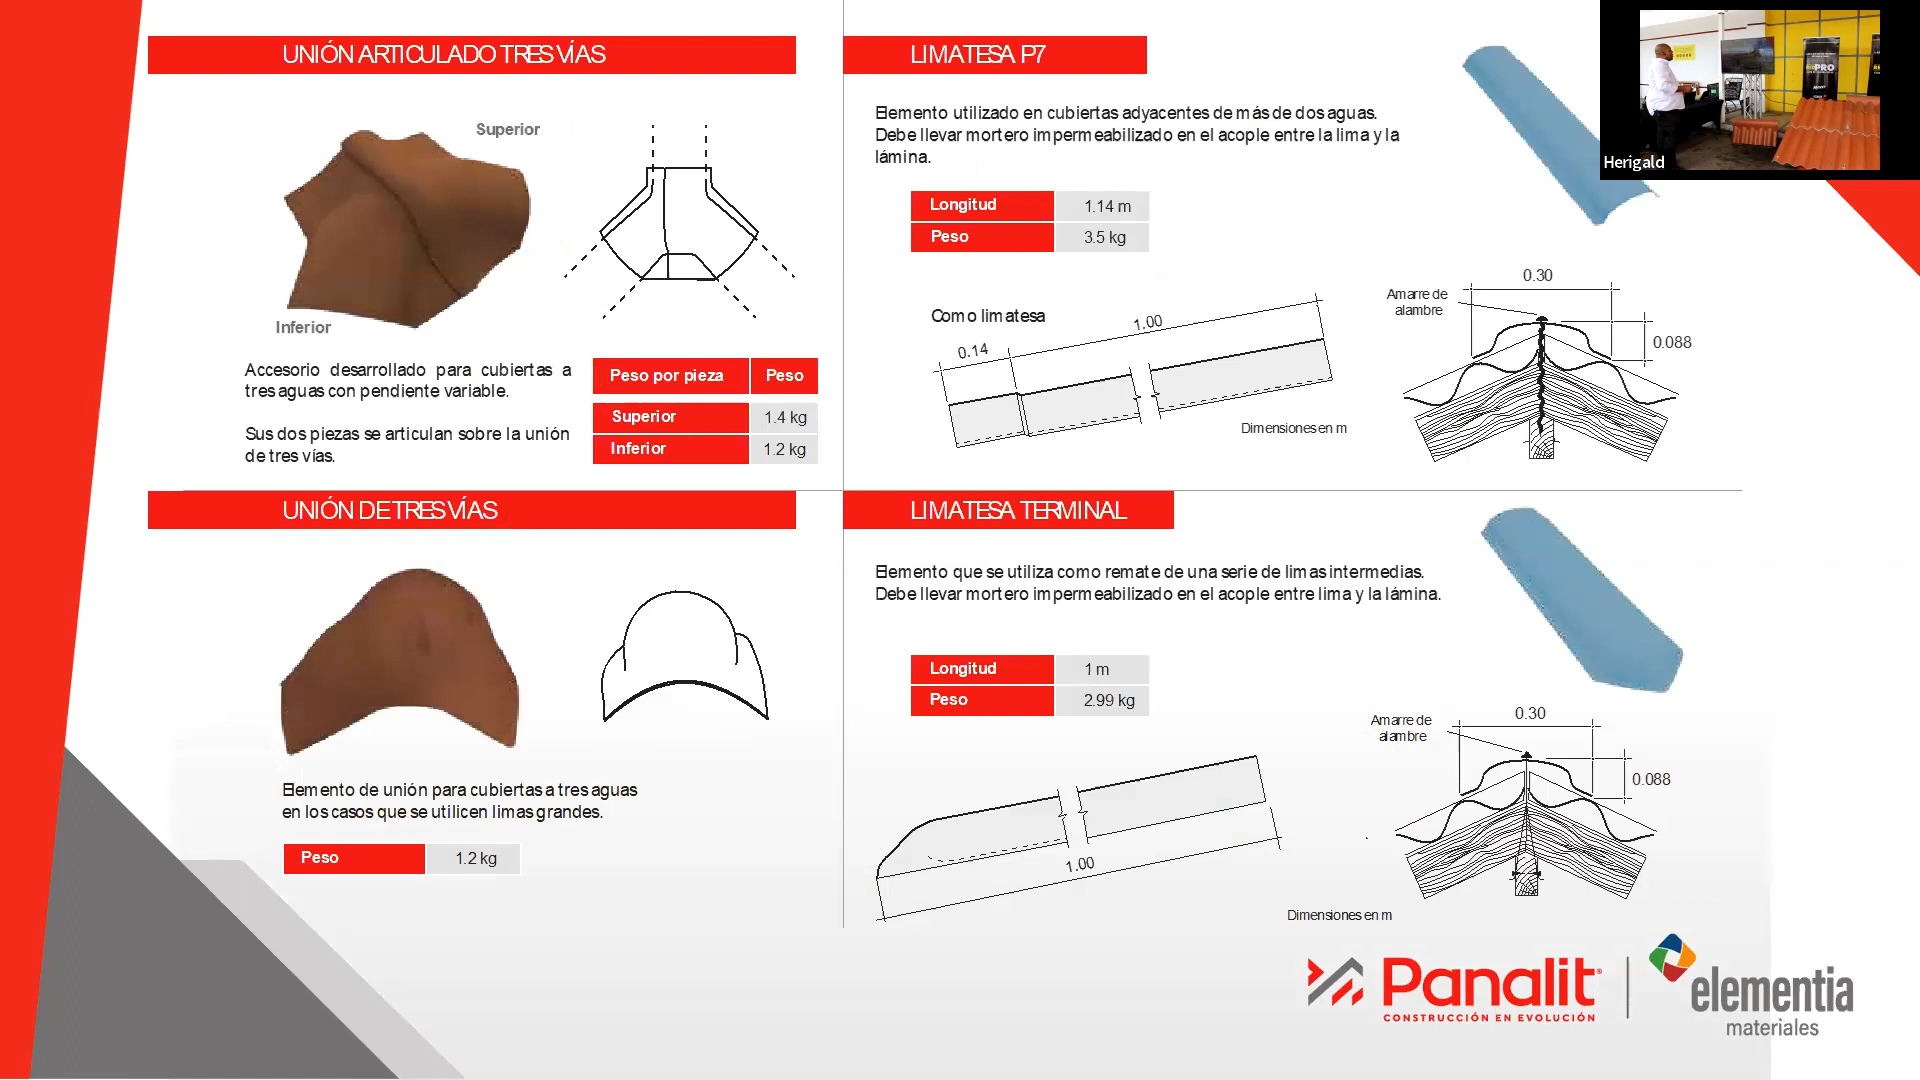 UNIÓN ARTICULADO TRES VÍAS
Superior
Inferior
Accesorio desarrollado para cubiertas a
tres aguas con pendiente variable.
Sus dos piezas se articulan sobre la unión
de tres vías.
Peso por pieza Peso
Superior 1.4 kg
Inferior 1.2 kg
LIMATESA P7
Elemento utilizado en cubiertas adyacentes de más de dos aguas.
Debe llevar mortero impermeabilizado en el acople entre la lima y la
lámina.
Longitud 1.14 m
Peso 3.5 kg
Como limatesa
0.14
1.00
Dimensiones en m
Amarre de
alambre
0.30
0.088
Herigald
PRO
UNIÓN DE TRES VÍAS
Elemento de unión para cubiertas a tres aguas
en los casos que se utilicen limas grandes.
Peso 1.2 kg
LIMATESA TERMINAL
Elemento que se utiliza como remate de una serie de limas intermedias.
Debe llevar mortero impermeabilizado en el acople entre lima y la lámina.
Longitud 1 m
Peso 2.99 kg
1.00
Amarre de
alambre
0.30
0.088
Dimensiones en m
Panalit®
CONSTRUCCIÓN EN EVOLUCIÓN
elementia
materiales